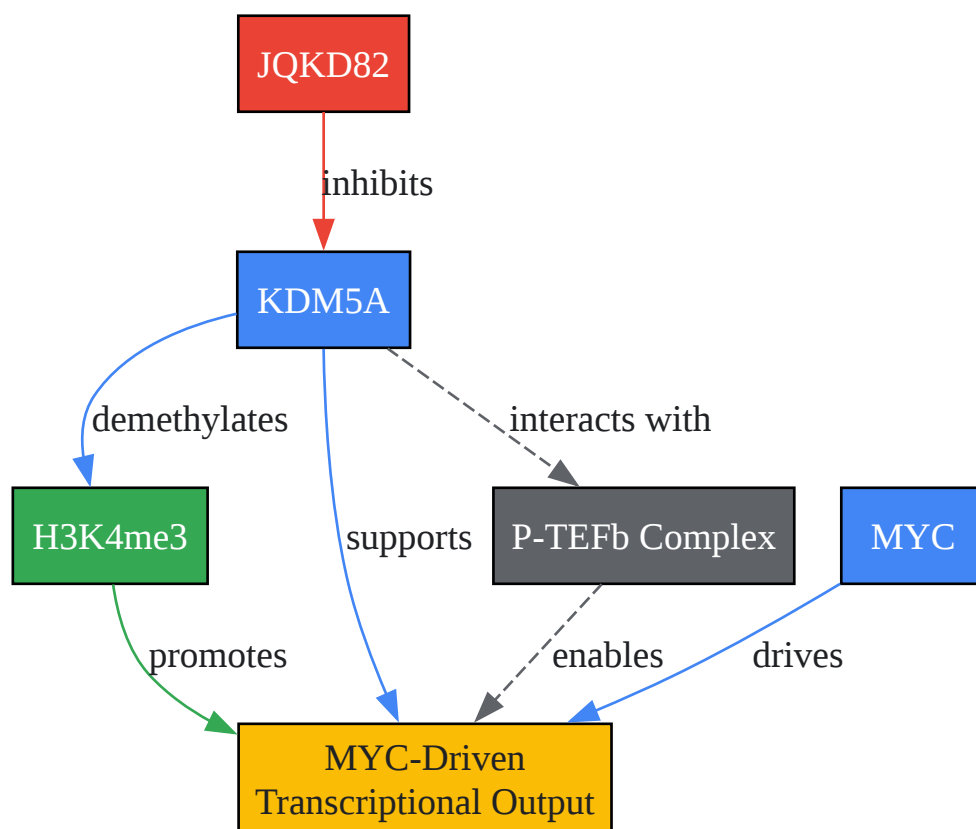 JQKD82
inhibits
KDM5A
demethylates
interacts with
H3K4me3
supports
P-TEFb Complex
MYC
promotes
enables
drives
MYC-Driven
Transcriptional Output